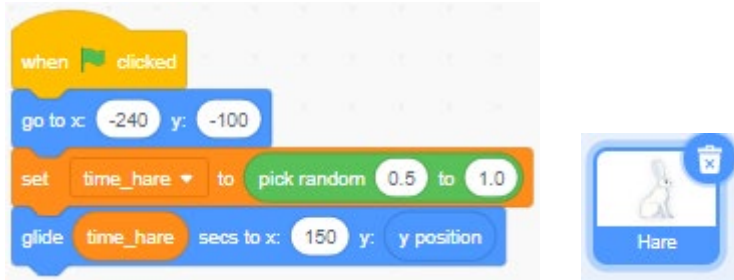 when clicked
go to x: -240 y: -100
set time_hare to pick random 0.5 to 1.0
glide time_hare secs to x: 150 y: y position
Hare